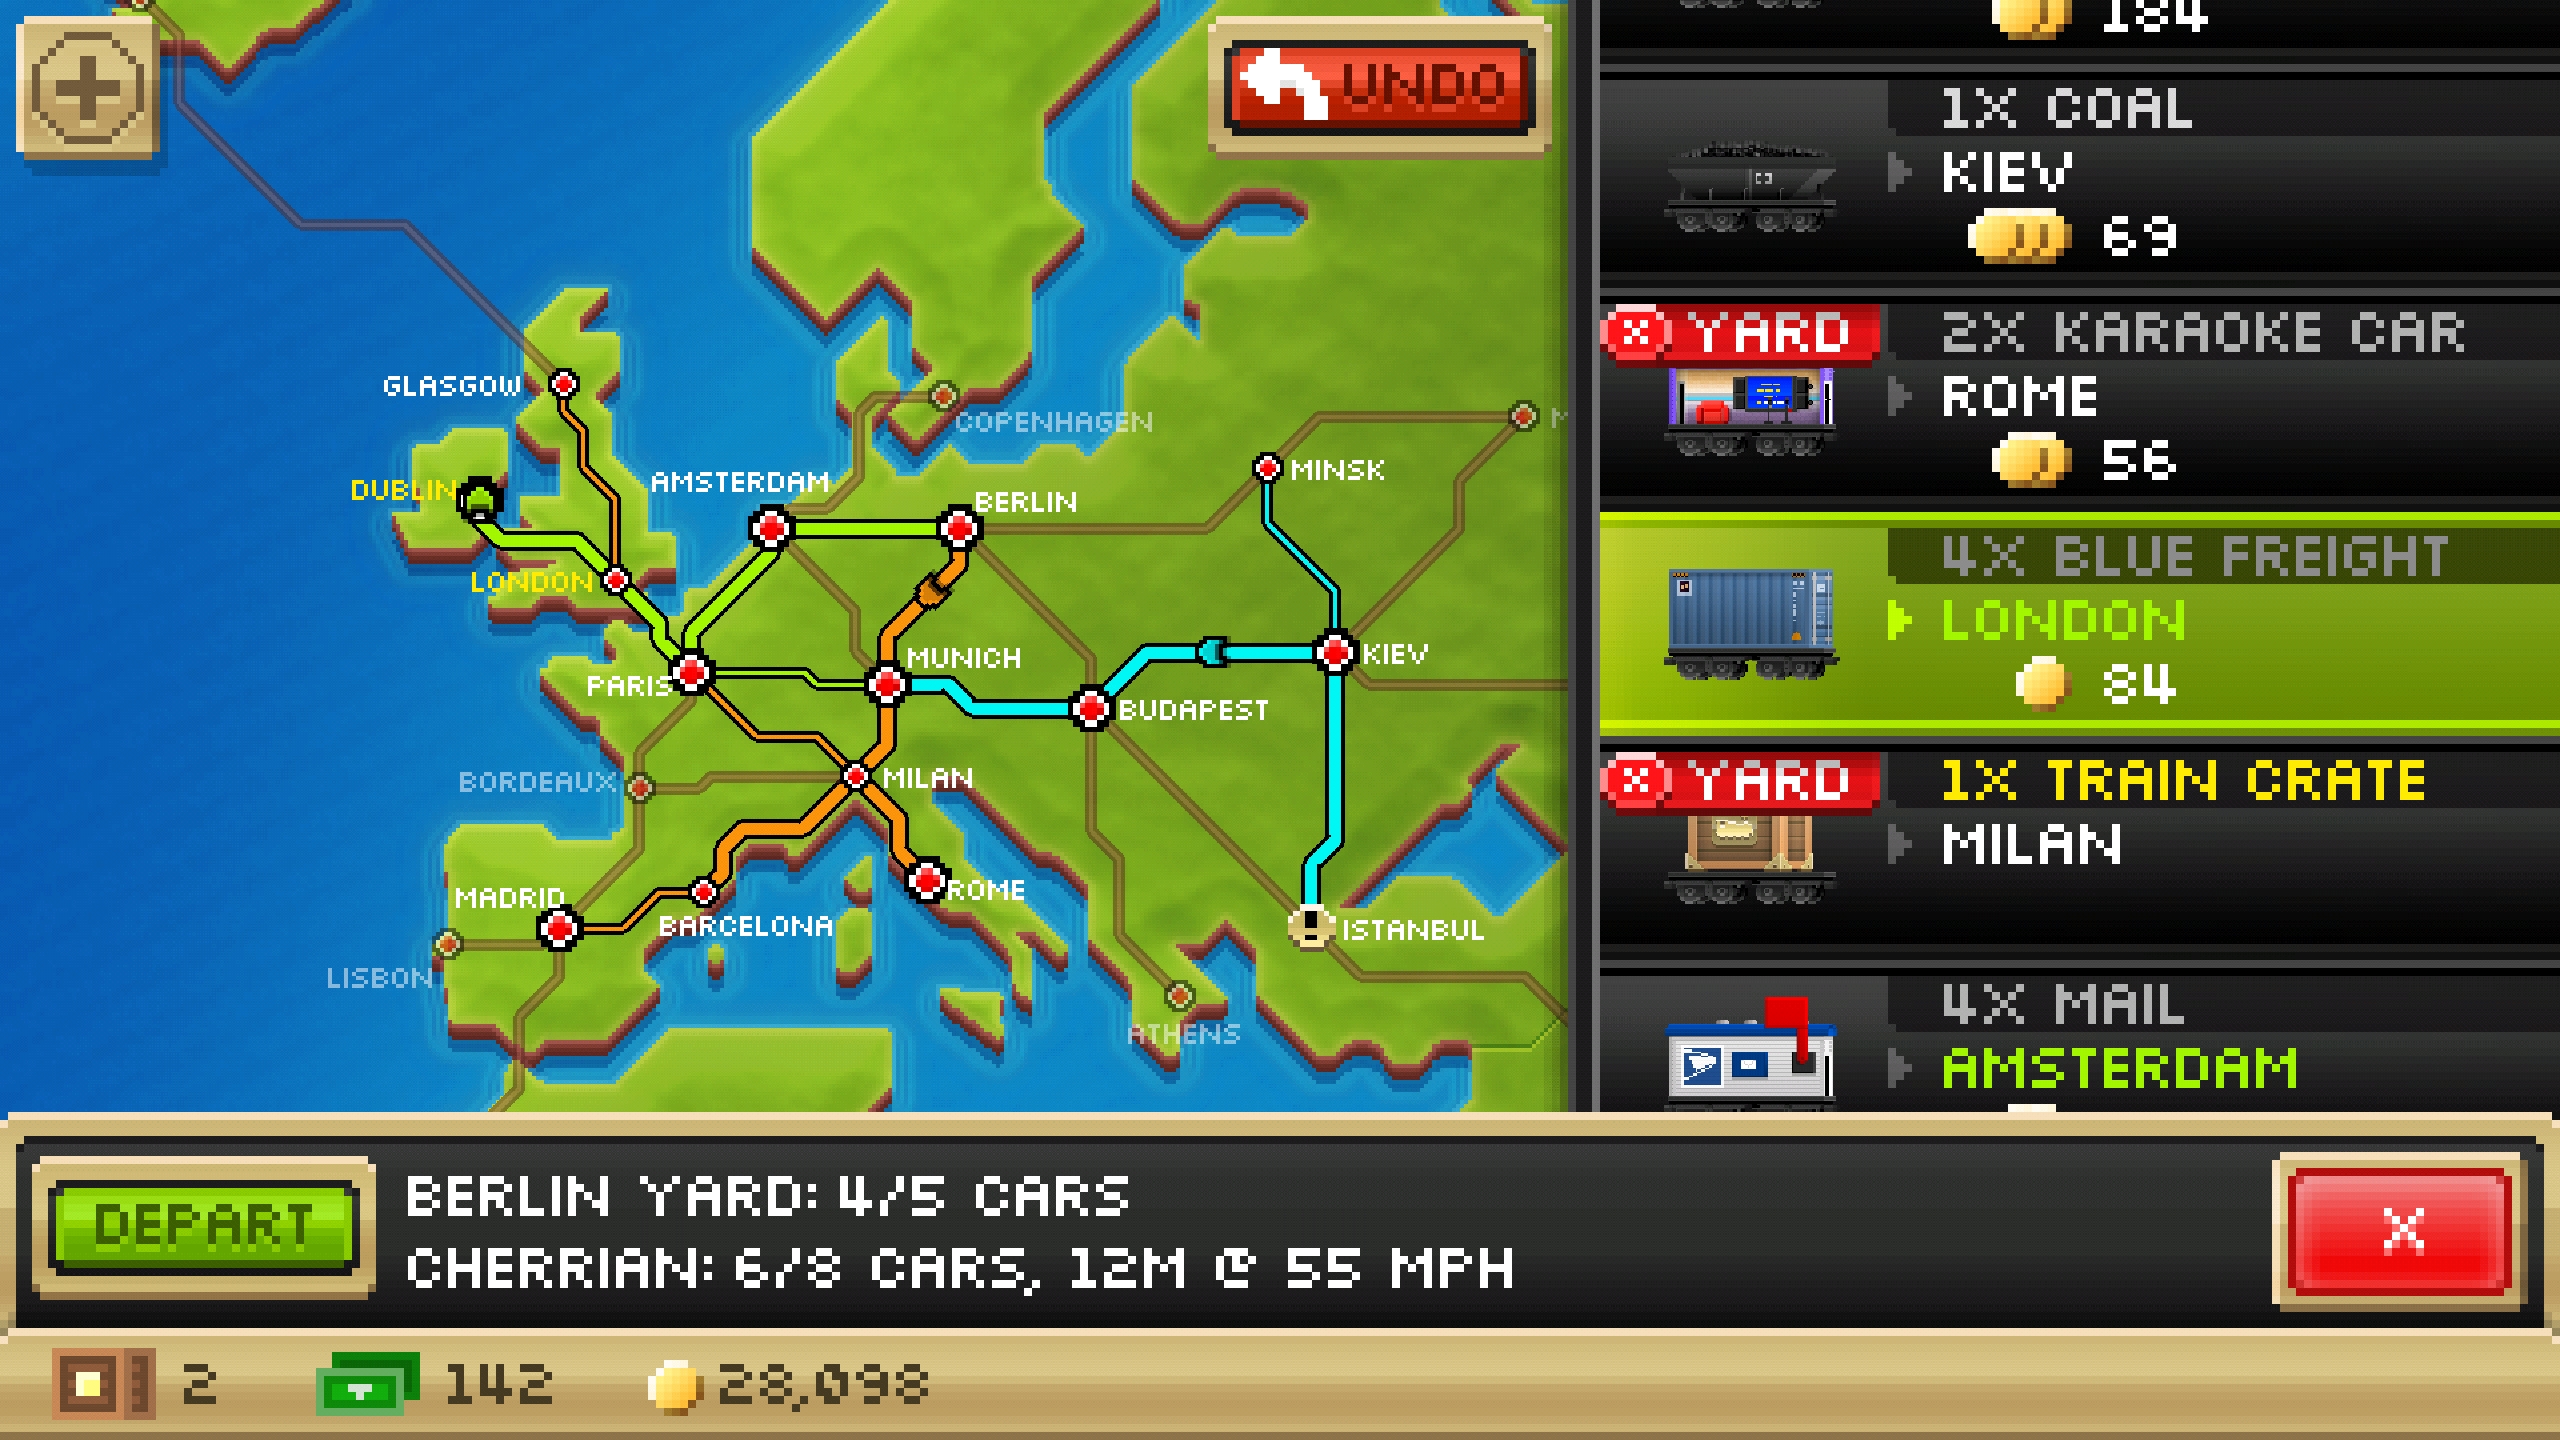 184
UNDO
1X COAL
KIEV
69
YARD
2X KARAOKE CAR
ROME
56
4X BLUE FREIGHT
LONDON
84
YARD
1X TRAIN CRATE
MILAN
4X MAIL
AMSTERDAM
GLASGOW
COPENHAGEN
MINSK
AMSTERDAM
DUBLIN
BERLIN
LONDON
MUNICH
KIEV
PARIS
BUDAPEST
BORDEAUX
MILAN
MADRID
ROME
BARCELONA
ISTANBUL
LISBON
ATHENS
DEPART
BERLIN YARD: 4/5 CARS
CHERRIAN: 6/8 CARS, 12M @ 55 MPH
X
2
142
28,098